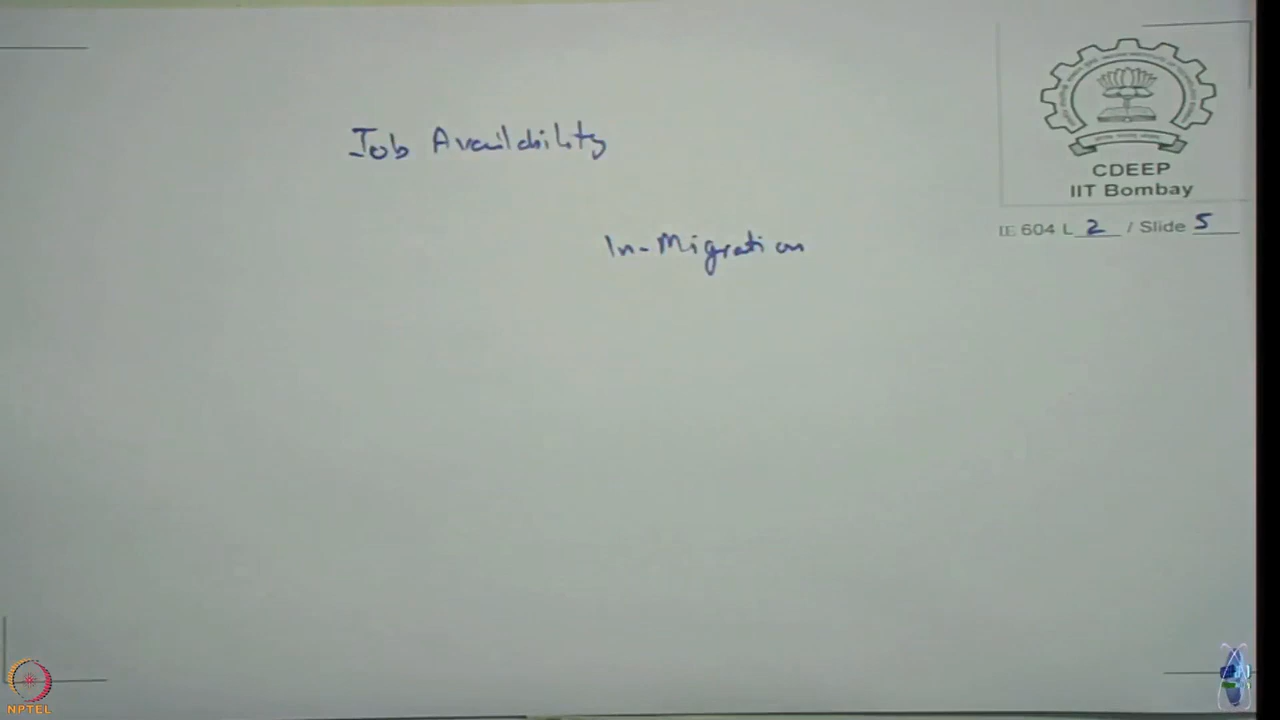 Job Availability
In-Migration
CDEEP
IIT Bombay
IE 604 L 2 / Slide 5
NPTEL